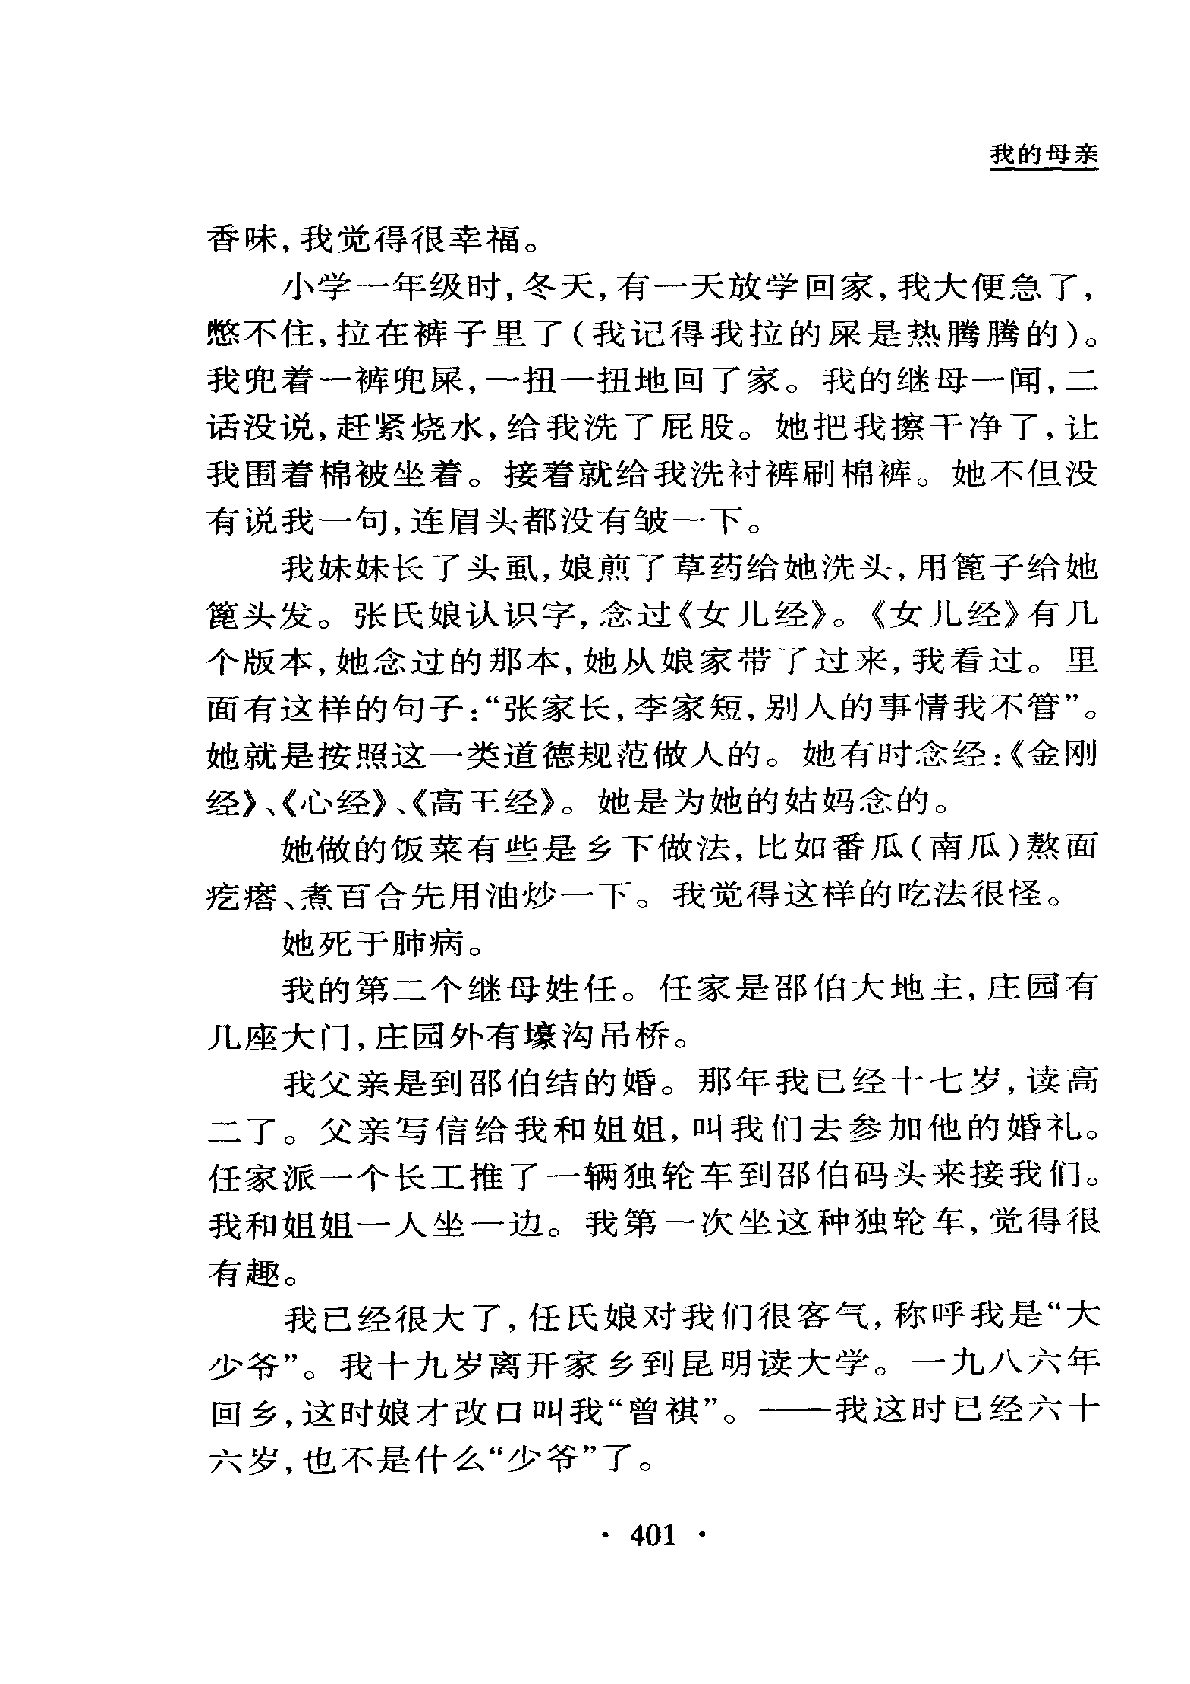 我的母亲
香味,我觉得很幸福。
小学一年级时,冬天,有一天放学回家,我大便急了,
憋不住,拉在裤子里了(我记得我拉的屎是热腾腾的)。
我兜着一裤兜屎,一扭一扭地回了家。我的继母一闻,二
话没说,赶紧烧水,给我洗了屁股。她把我擦干净了,让
我围着棉被坐着。接着就给我洗衬裤刷棉裤。她不但没
有说我一句,连眉头都没有皱一下。
我妹妹长了头虱,娘煎了草药给她洗头,用篦子给她
篦头发。张氏娘认识字,念过《女儿经》。《女儿经》有几
个版本,她念过的那本,她从娘家带了过来,我看过。里
面有这样的句子:“张家长,李家短,别人的事情我不管”。
她就是按照这一类道德规范做人的。她有时念经:《金刚
经》、《心经》、《高王经》。她是为她的姑妈念的。
她做的饭菜有些是乡下做法,比如番瓜(南瓜)熬面
疙瘩、煮百合先用油炒一下。我觉得这样的吃法很怪。
她死于肺病。
我的第二个继母姓任。任家是邵伯大地主,庄园有
几座大门,庄园外有壕沟吊桥。
我父亲是到邵伯结的婚。那年我已经十七岁,读高
二了。父亲写信给我和姐姐,叫我们去参加他的婚礼。
任家派一个长工推了一辆独轮车到邵伯码头来接我们。
我和姐姐一人坐一边。我第一次坐这种独轮车,觉得很
有趣。
我已经很大了,任氏娘对我们很客气,称呼我是“大
少爷”。我十九岁离开家乡到昆明读大学。一九八六年
回乡,这时娘才改口叫我“曾祺”。——我这时已经六十
六岁,也不是什么“少爷”了。
· 401 ·